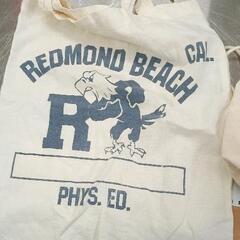 REDMOND BEACH
CAL.
R
PHYS. ED.